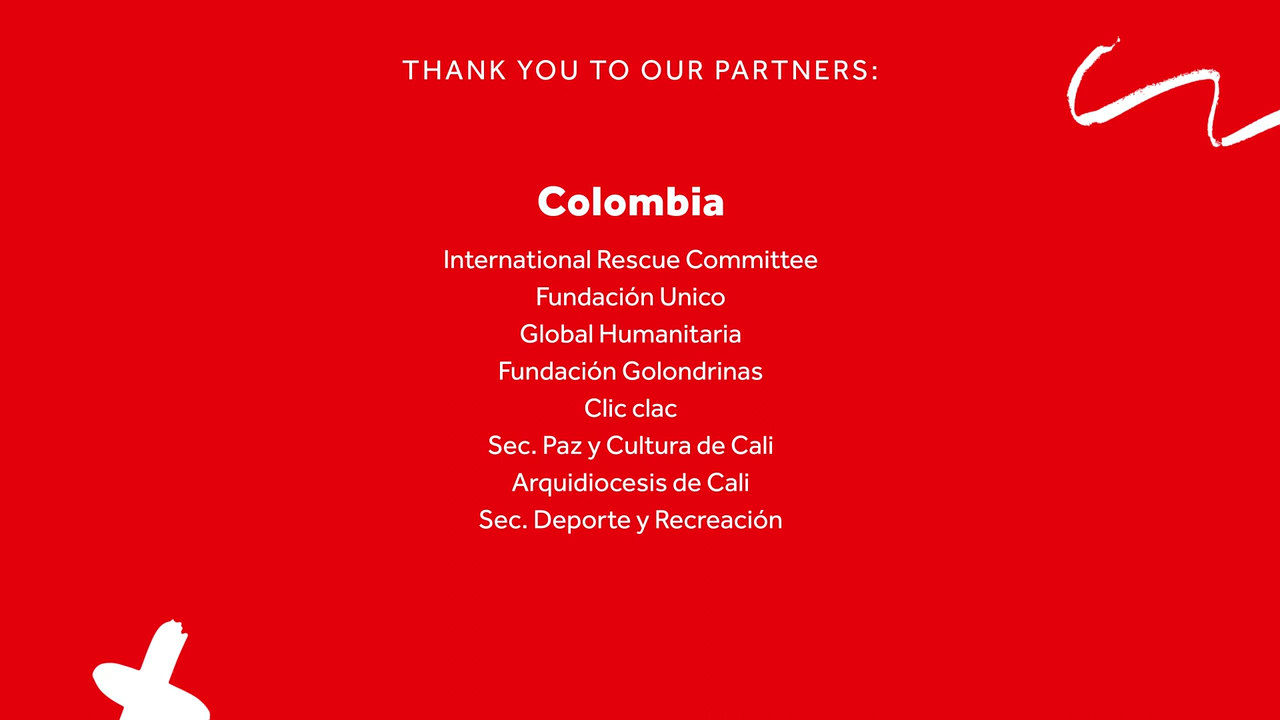 THANK YOU TO OUR PARTNERS:
Colombia
International Rescue Committee
Fundación Unico
Global Humanitaria
Fundación Golondrinas
Clic clac
Sec. Paz y Cultura de Cali
Arquidiocesis de Cali
Sec. Deporte y Recreación